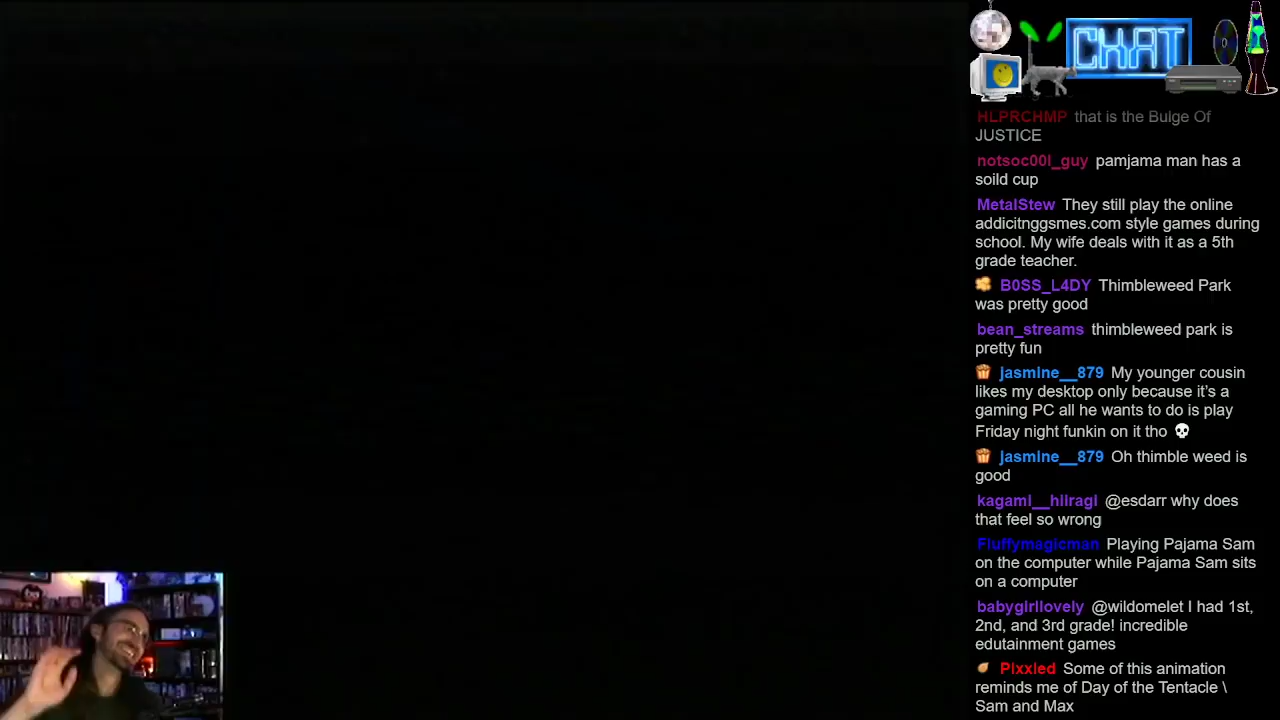 CHAT
HLPRCHMP that is the Bulge Of
JUSTICE
notsoc00l_guy pamjama man has a
soild cup
MetalStew They still play the online
addicitnggsmes.com style games during
school. My wife deals with it as a 5th
grade teacher.
B0SS_L4DY Thimbleweed Park
was pretty good
bean_streams thimbleweed park is
pretty fun
jasmine__879 My younger cousin
likes my desktop only because it’s a
gaming PC all he wants to do is play
Friday night funkin on it tho 💀
jasmine__879 Oh thimble weed is
good
kagami__hiiragi @esdarr why does
that feel so wrong
Fluffymagicman Playing Pajama Sam
on the computer while Pajama Sam sits
on a computer
babygirllovely @wildomelet I had 1st,
2nd, and 3rd grade! incredible
edutainment games
Pixxled Some of this animation
reminds me of Day of the Tentacle \
Sam and Max